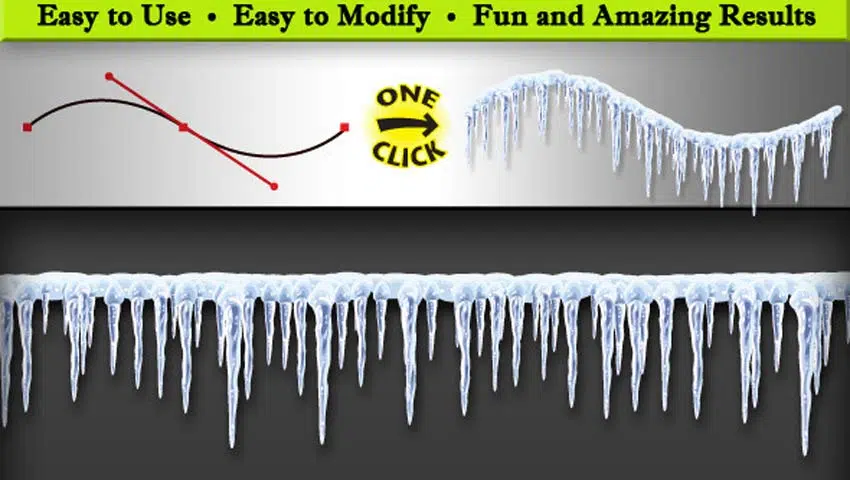 Easy to Use • Easy to Modify • Fun and Amazing Results
ONE
CLICK